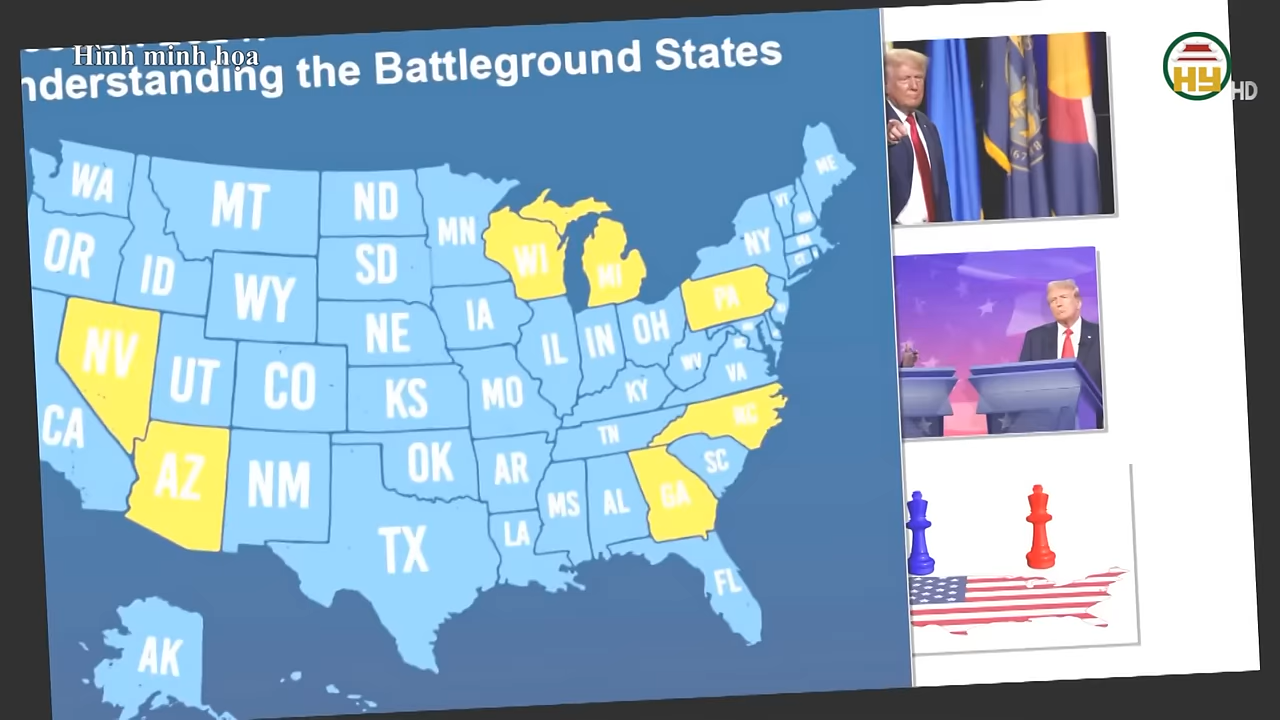 Hình minh họa
nderstanding the Battleground States
HY
HD
WA
MT
ND
MN
ME
VT
OR
ID
SD
WI
MI
NY
WY
IA
PA
NE
NV
UT
CO
IL
IN
OH
WV
VA
KS
MO
KY
CA
NC
TN
AZ
NM
OK
AR
SC
MS
AL
GA
TX
LA
FL
AK